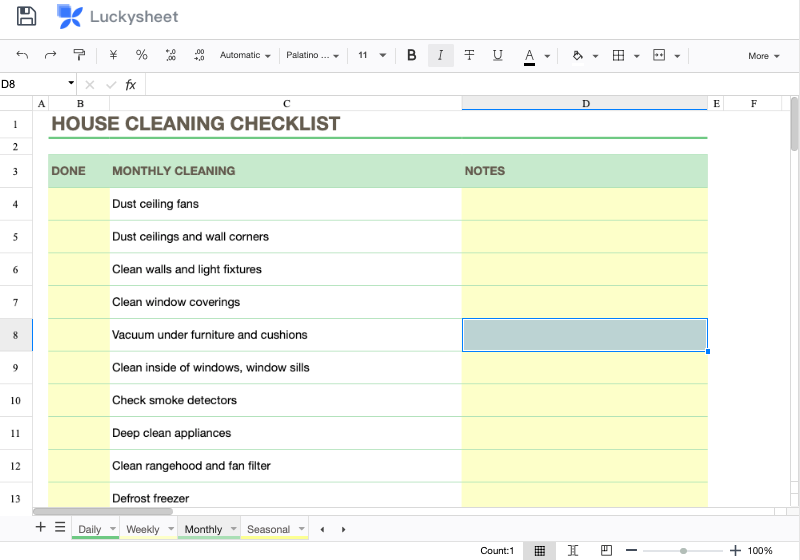 Luckysheet
¥ % .0 .00 Automatic Palatino ... 11 B I T U A More
D8 fx
A B C D E F
1 HOUSE CLEANING CHECKLIST
2
3 DONE MONTHLY CLEANING NOTES
4 Dust ceiling fans
5 Dust ceilings and wall corners
6 Clean walls and light fixtures
7 Clean window coverings
8 Vacuum under furniture and cushions
9 Clean inside of windows, window sills
10 Check smoke detectors
11 Deep clean appliances
12 Clean rangehood and fan filter
13 Defrost freezer
Daily Weekly Monthly Seasonal
Count:1 100%